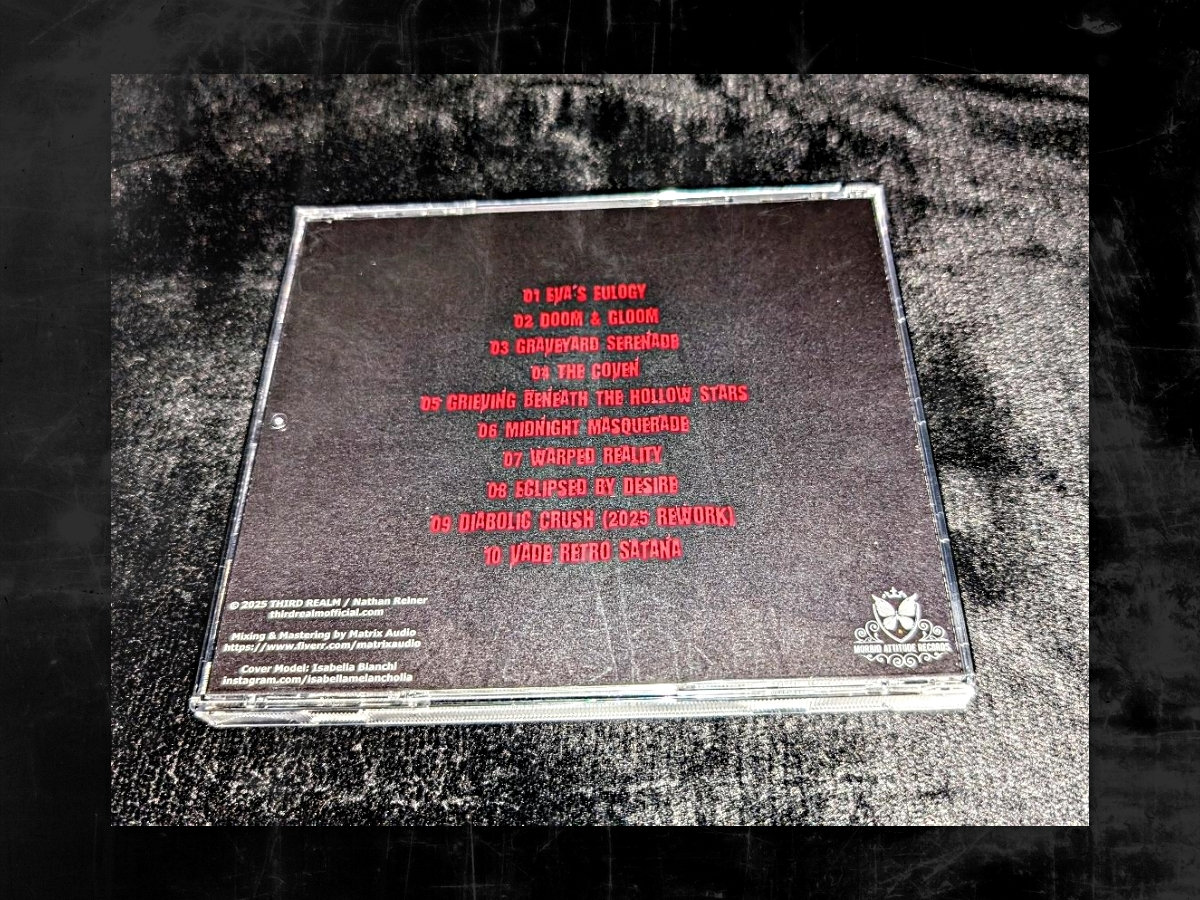 01 EVA'S EULOGY
02 DOOM & GLOOM
03 GRAVEYARD SERENADE
04 THE COVEN
05 GRIEVING BENEATH THE HOLLOW STARS
06 MIDNIGHT MASQUERADE
07 WARPED REALITY
08 ECLIPSED BY DESIRE
09 DIABOLIC CRUSH (2025 REWORK)
10 VADE RETRO SATANA
© 2025 THIRD REALM / Nathan Reiner
thirdrealmofficial.com
Mixing & Mastering by Matrix Audio
https://www.fiverr.com/matrixaudio
Cover Model: Isabella Bianchi
instagram.com/isabellamelancholia
MORBID ATTITUDE RECORDS